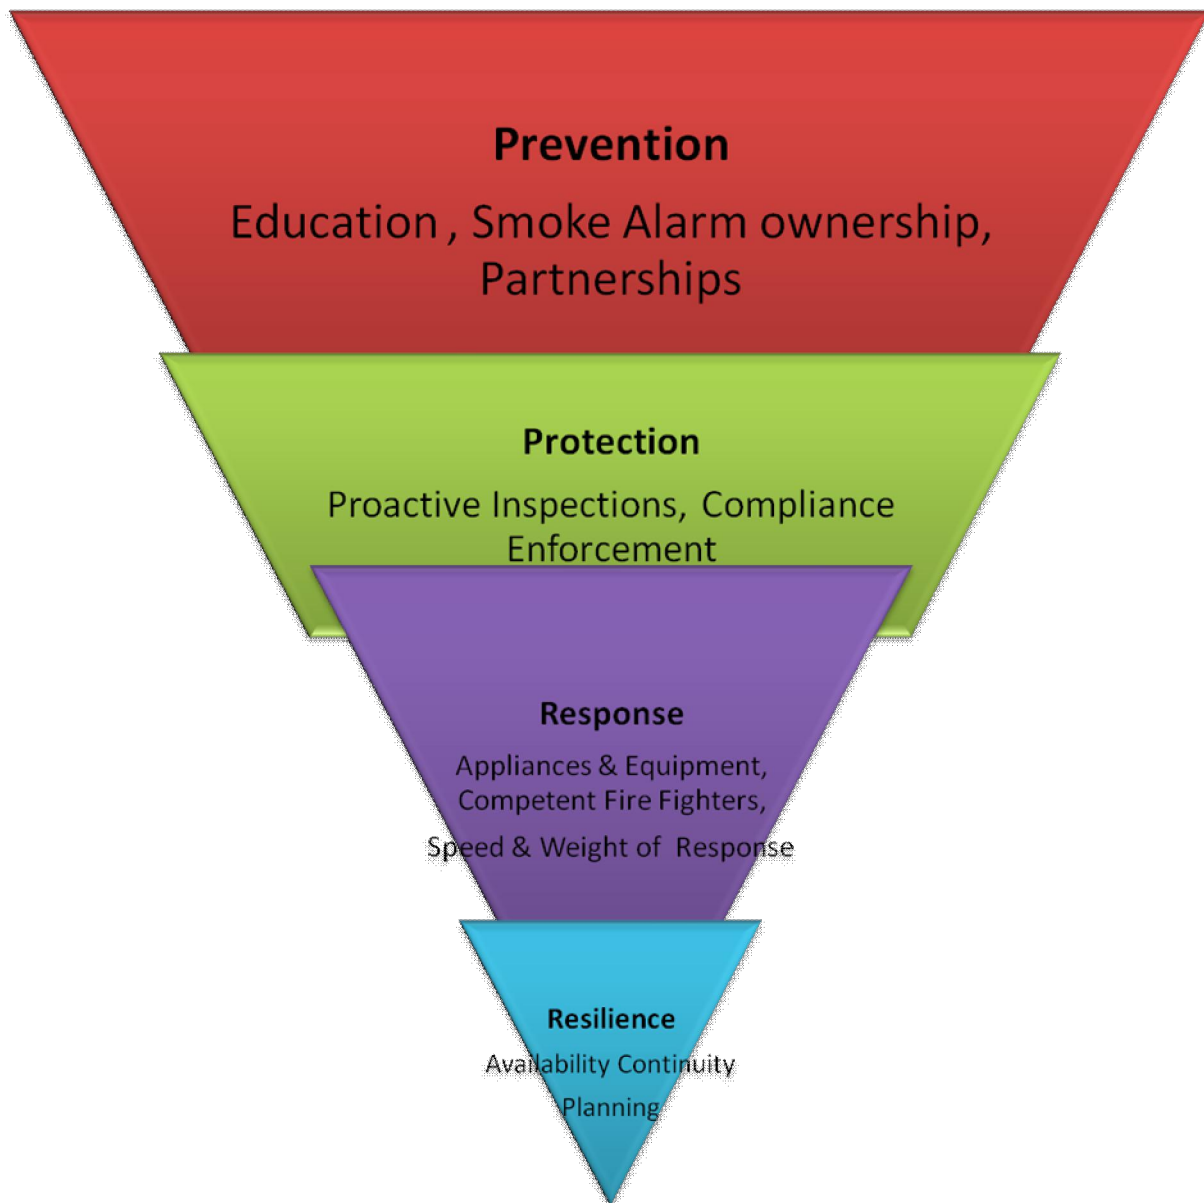 Prevention
Education , Smoke Alarm ownership,
Partnerships
Protection
Proactive Inspections, Compliance
Enforcement
Response
Appliances & Equipment,
Competent Fire Fighters,
Speed & Weight of Response
Resilience
Availability Continuity
Planning